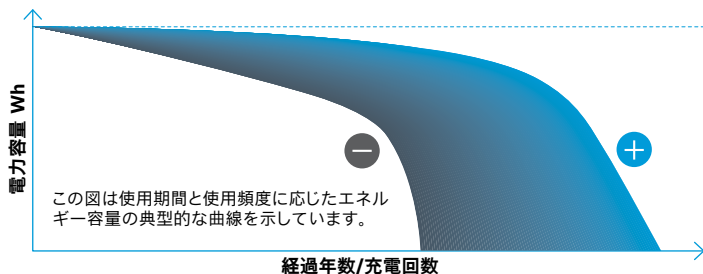 電力容量 Wh
この図は使用期間と使用頻度に応じたエネル
ギー容量の典型的な曲線を示しています。
経過年数/充電回数